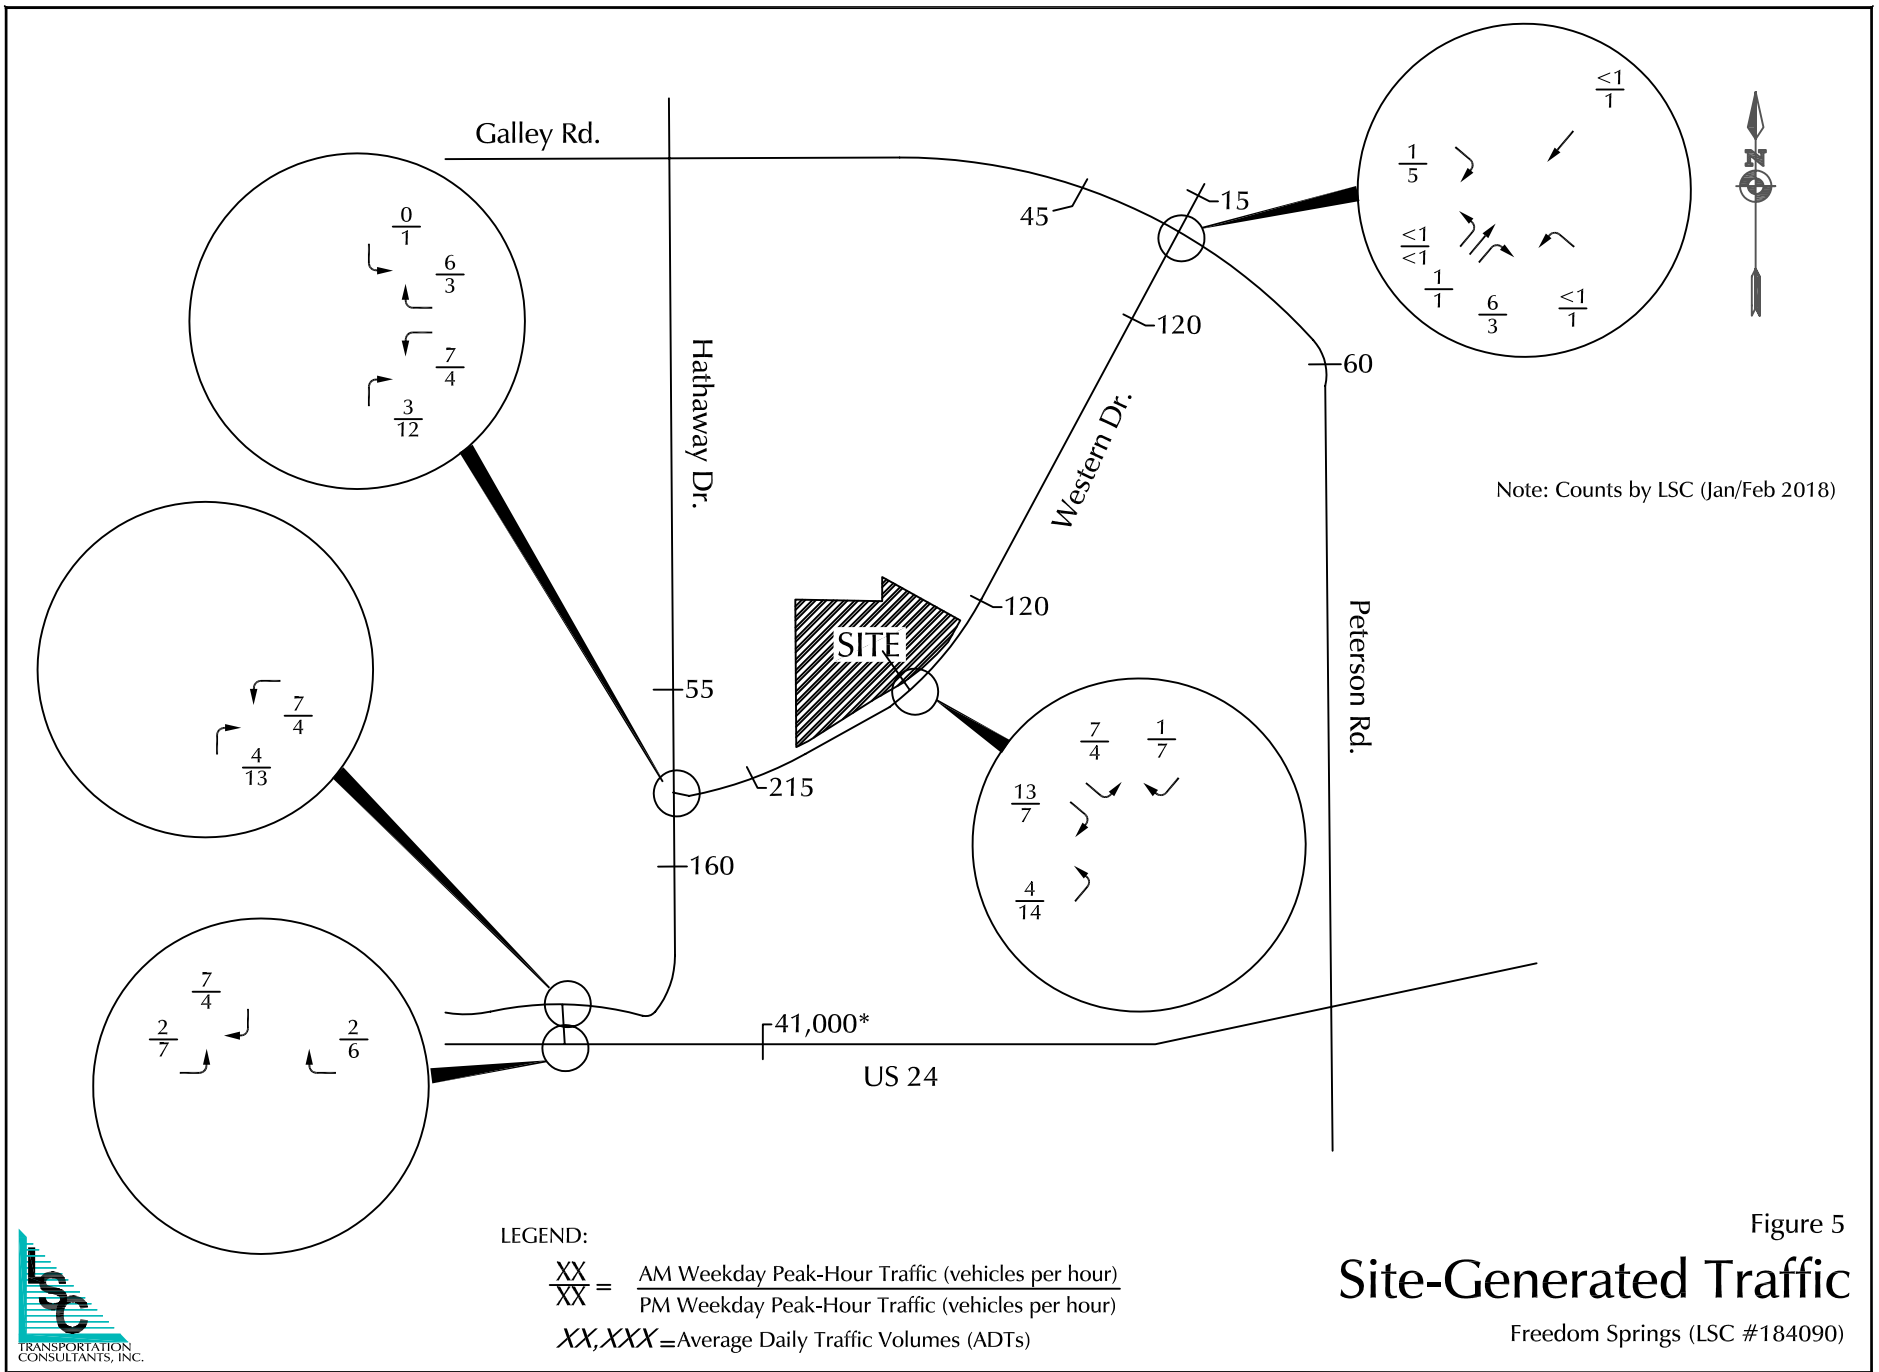 Galley Rd.
Hathaway Dr.
Western Dr.
Peterson Rd.
SITE
US 24
45
15
120
60
120
55
215
160
41,000*
<1
1
1
5
<1
<1
1
1
6
3
<1
1
N
0
1
6
3
7
4
3
12
7
4
4
13
7
4
1
7
13
7
4
14
7
4
2
7
2
6
Note: Counts by LSC (Jan/Feb 2018)
LEGEND:
XX
XX
=
AM Weekday Peak-Hour Traffic (vehicles per hour)
PM Weekday Peak-Hour Traffic (vehicles per hour)
XX,XXX = Average Daily Traffic Volumes (ADTs)
LSC
TRANSPORTATION
CONSULTANTS, INC.
Figure 5
Site-Generated Traffic
Freedom Springs (LSC #184090)